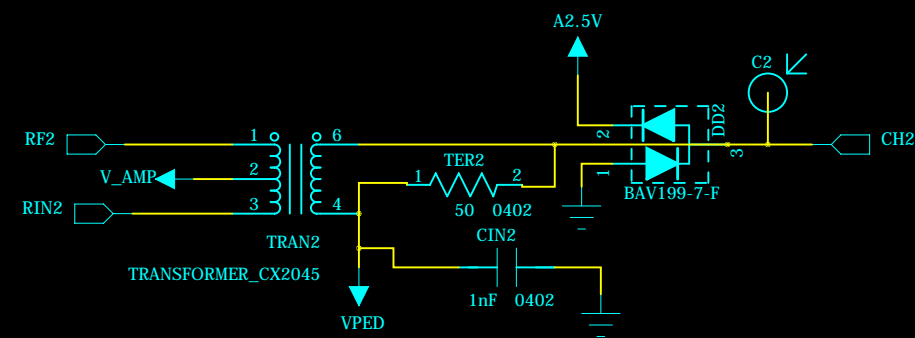 A2.5V
C2
RF2
1
6
2
DD2
3
CH2
V_AMP
2
TER2
1
2
1
BAV199-7-F
RIN2
3
4
50 0402
TRAN2
CIN2
TRANSFORMER_CX2045
1nF 0402
VPED